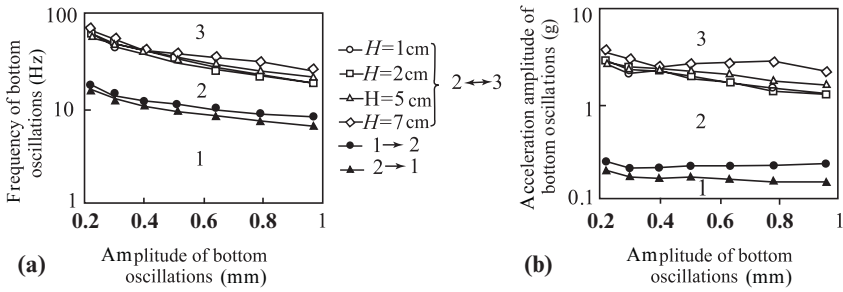 Frequency of bottom
oscillations (Hz)
100
10
1
3
2
1
0.2 0.4 0.6 0.8 1
Amplitude of bottom
oscillations (mm)
(a)
H=1cm
H=2cm
H=5 cm
H=7 cm
2 ↔ 3
1→ 2
2→ 1
Acceleration amplitude of
bottom oscillations (g)
10
1
0.1
3
2
1
0.2 0.4 0.6 0.8 1
Amplitude of bottom
oscillations (mm)
(b)